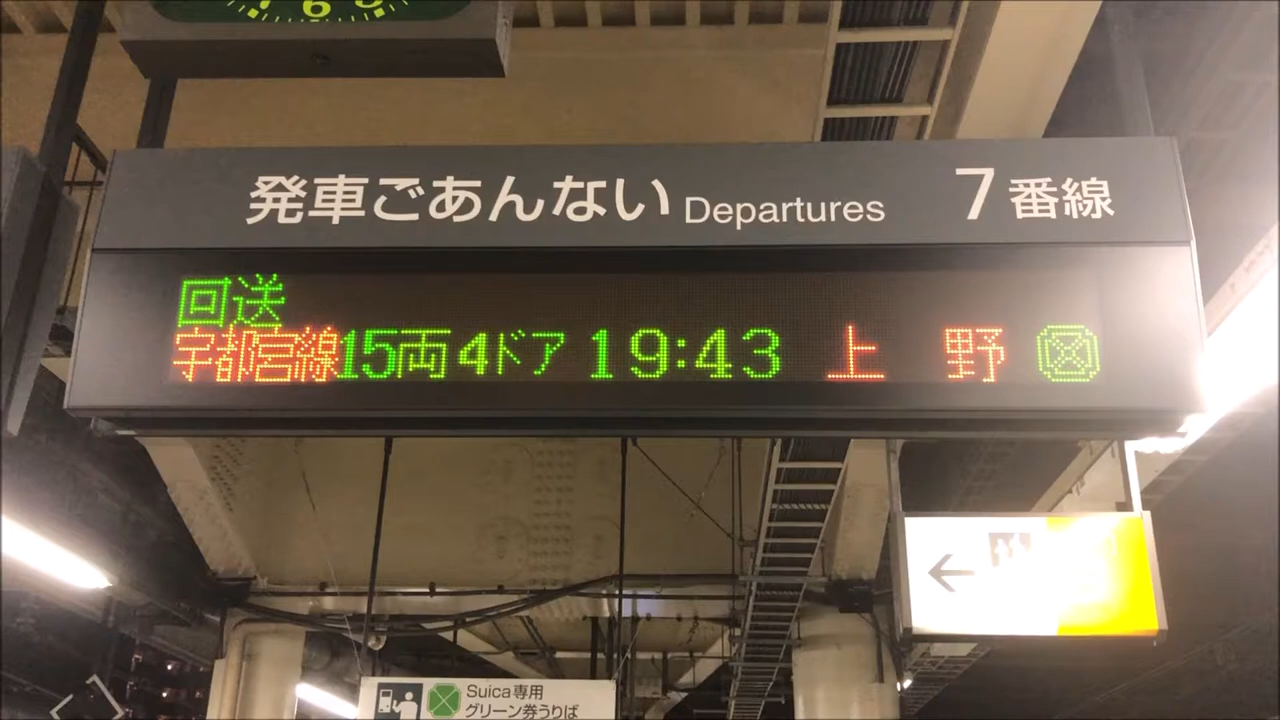 6
発車ごあんない Departures 7番線
回送
宇都宮線 15両 4ドア 19:43 上野
←
Suica専用
グリーン券うりば